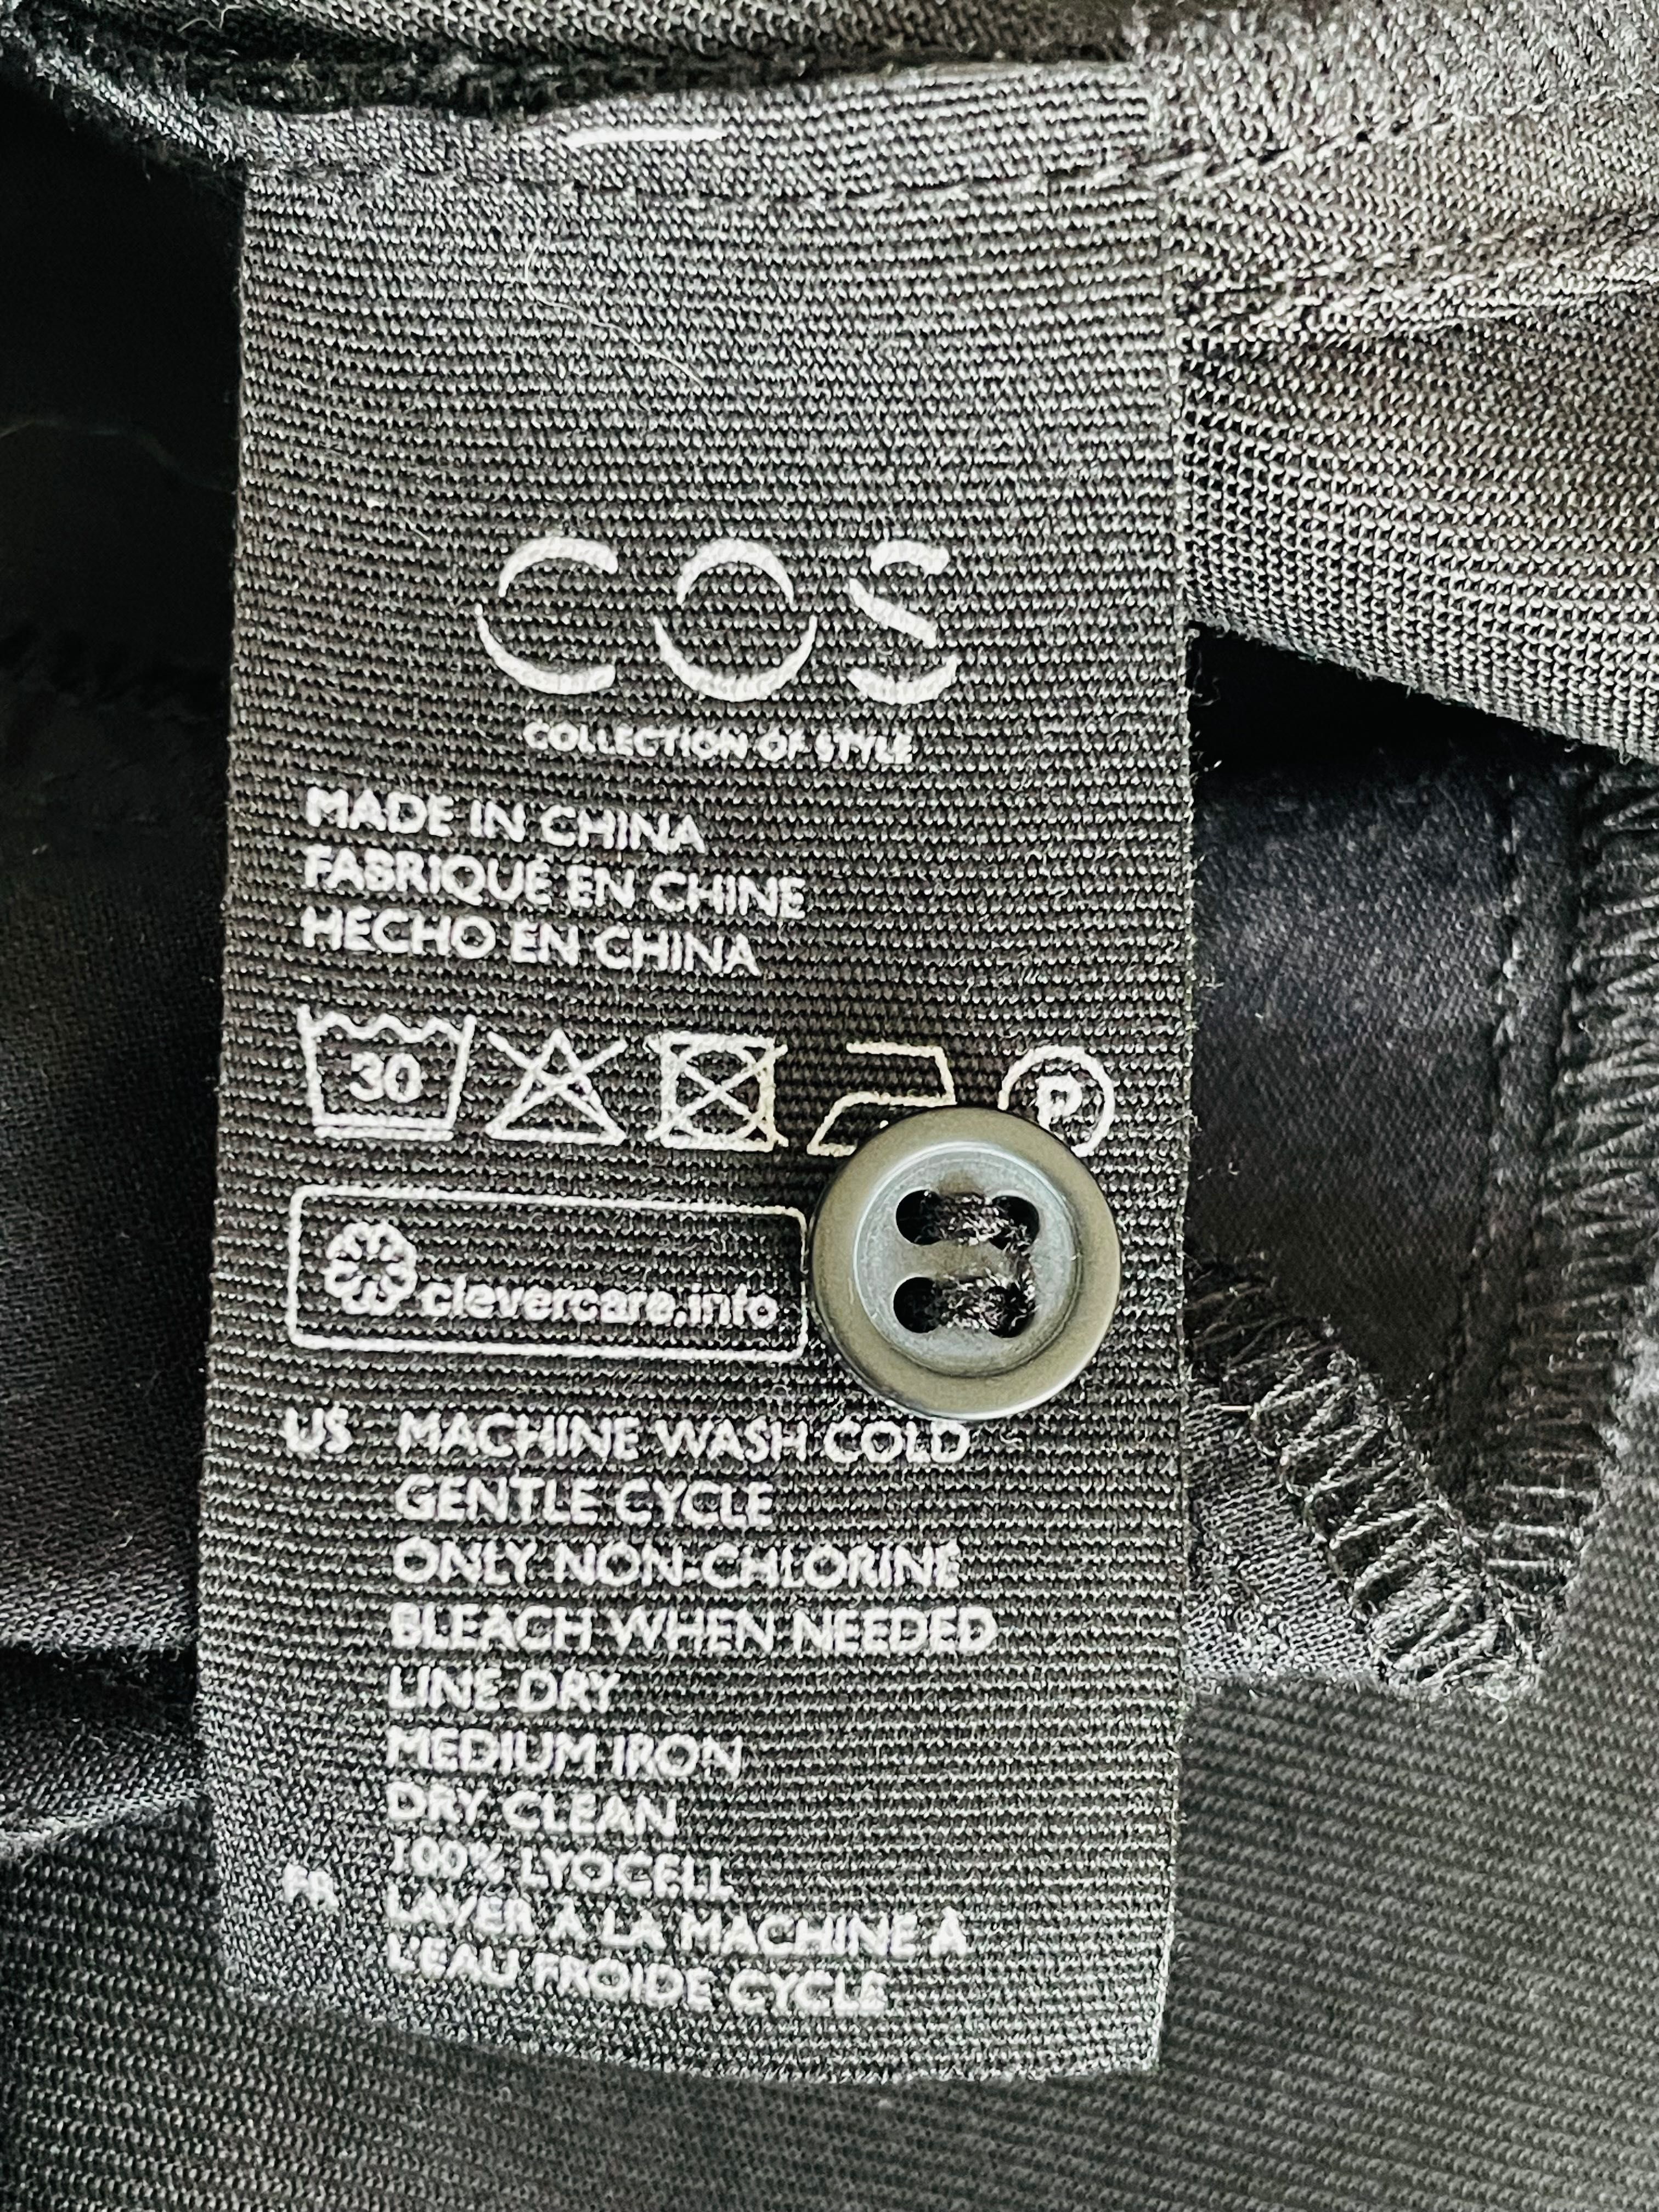 COS
COLLECTION OF STYLE
MADE IN CHINA
FABRIQUÉ EN CHINE
HECHO EN CHINA
30 P
clevercare.info
US MACHINE WASH COLD
GENTLE CYCLE
ONLY NON-CHLORINE
BLEACH WHEN NEEDED
LINE DRY
MEDIUM IRON
DRY CLEAN
100% LYOCELL
FR LAVER À LA MACHINE À
L'EAU FROIDE CYCLE